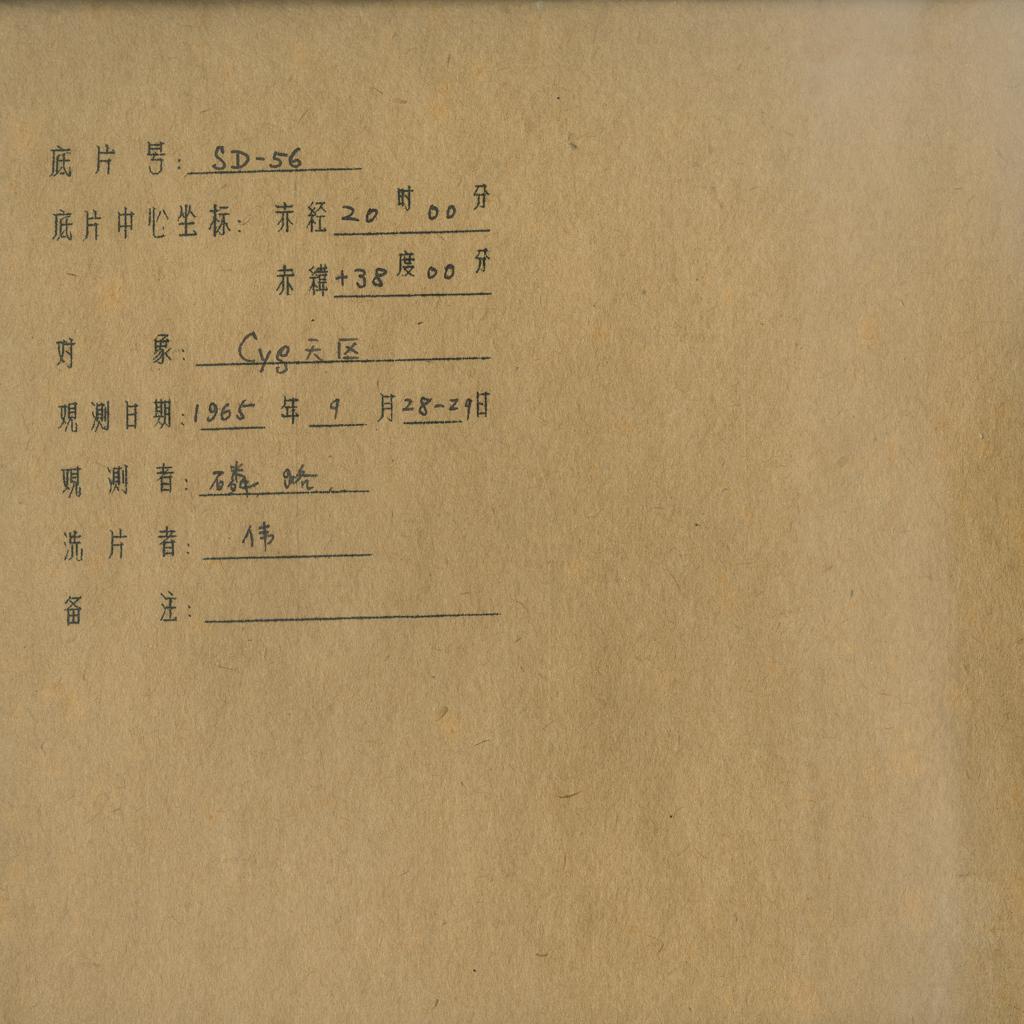 底片号: SD-56
底片中心坐标: 赤经 20 时 00 分
赤緯 +38 度 00 分
对象: Cyg 天区
观测日期: 1965 年 9 月 28-29 日
观测者:
洗片者: 伟
备注: